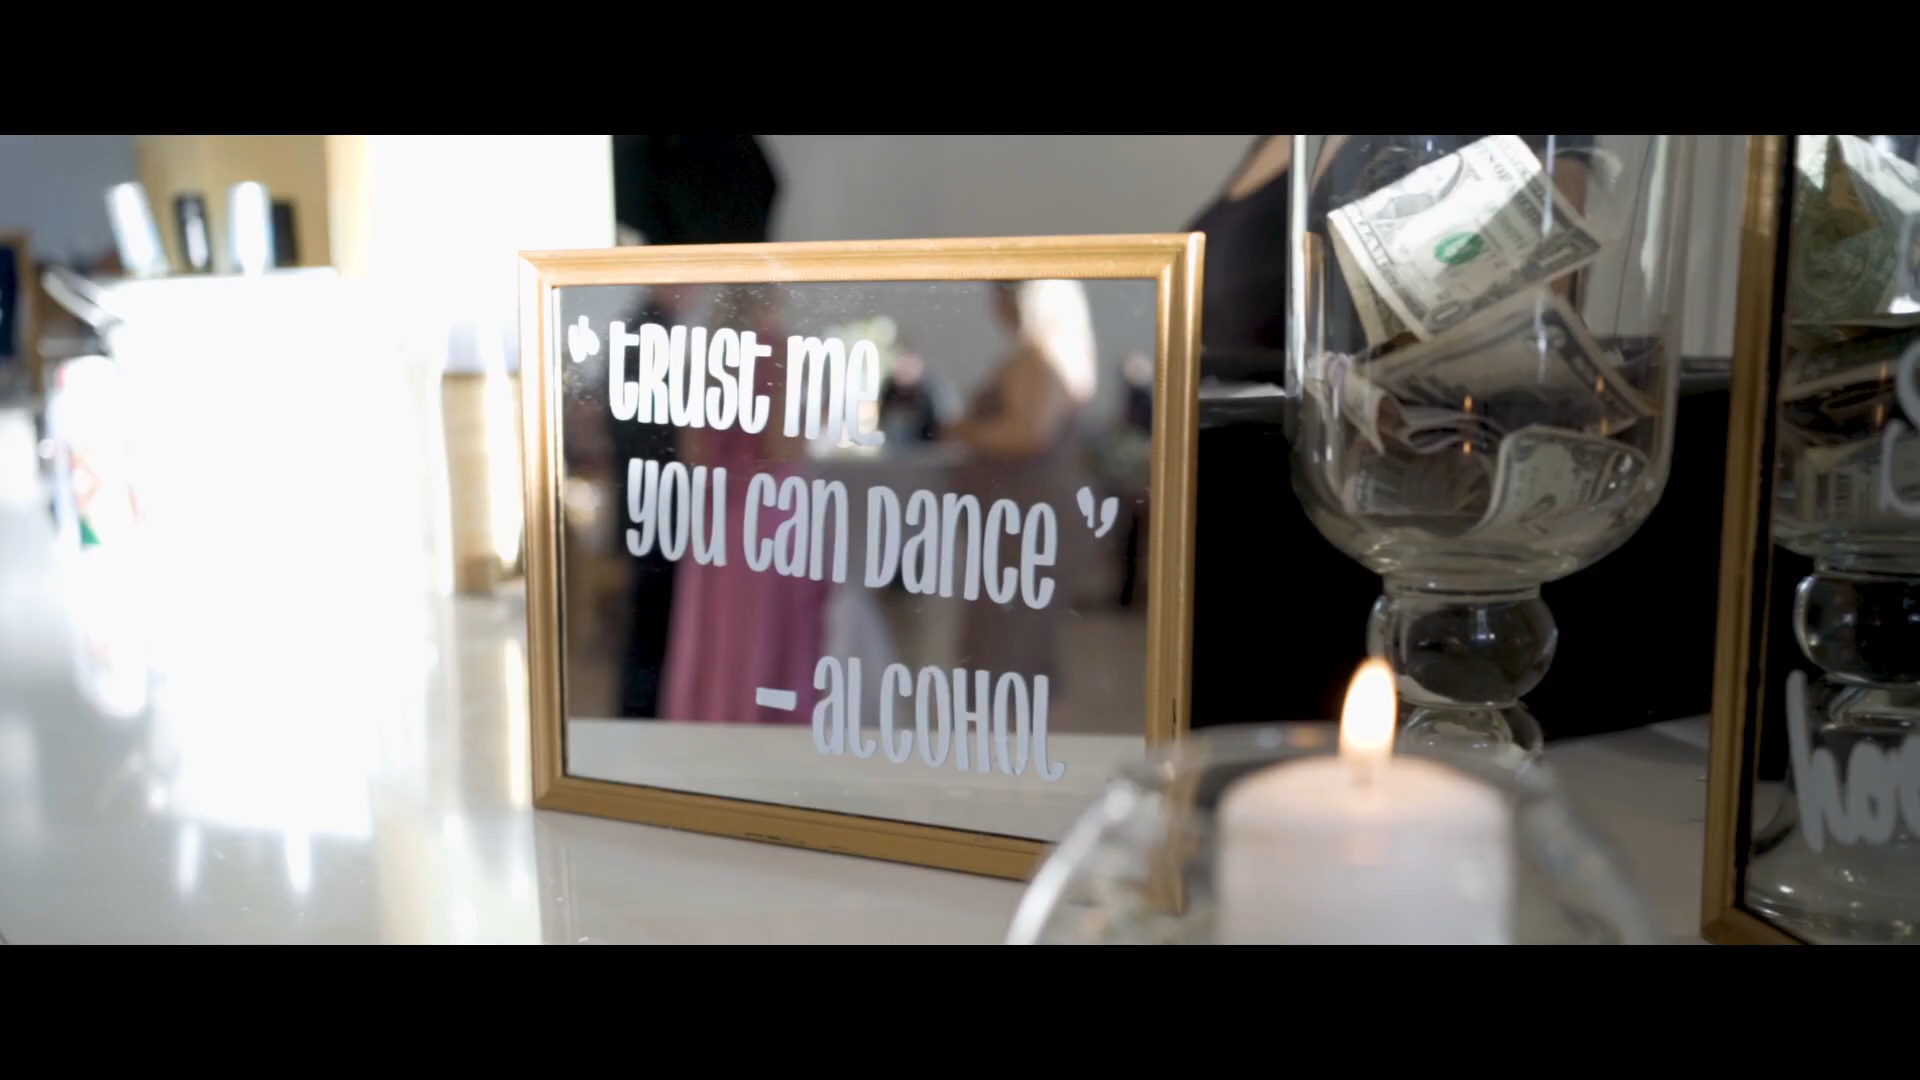 “ trust me
you can dance ”
- alcohol